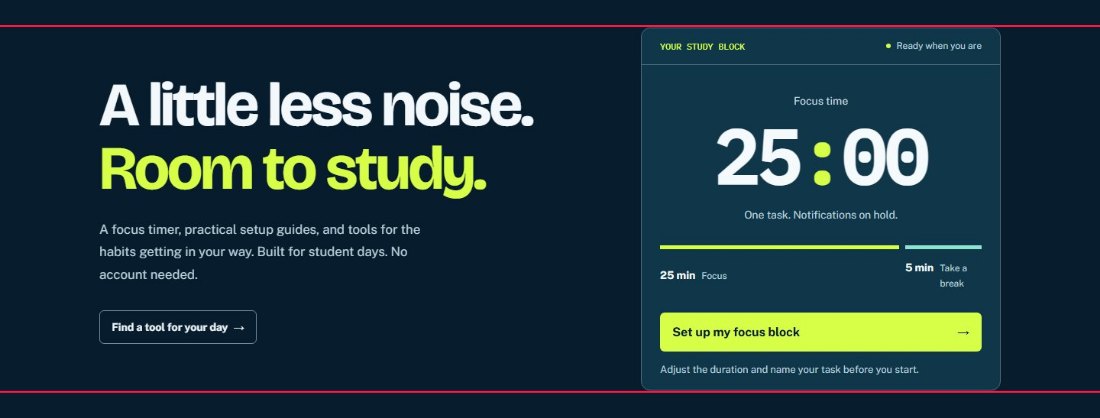 A little less noise.
Room to study.
A focus timer, practical setup guides, and tools for the
habits getting in your way. Built for student days. No
account needed.
Find a tool for your day →
YOUR STUDY BLOCK
Ready when you are
Focus time
25:00
One task. Notifications on hold.
25 min Focus
5 min Take a
break
Set up my focus block →
Adjust the duration and name your task before you start.